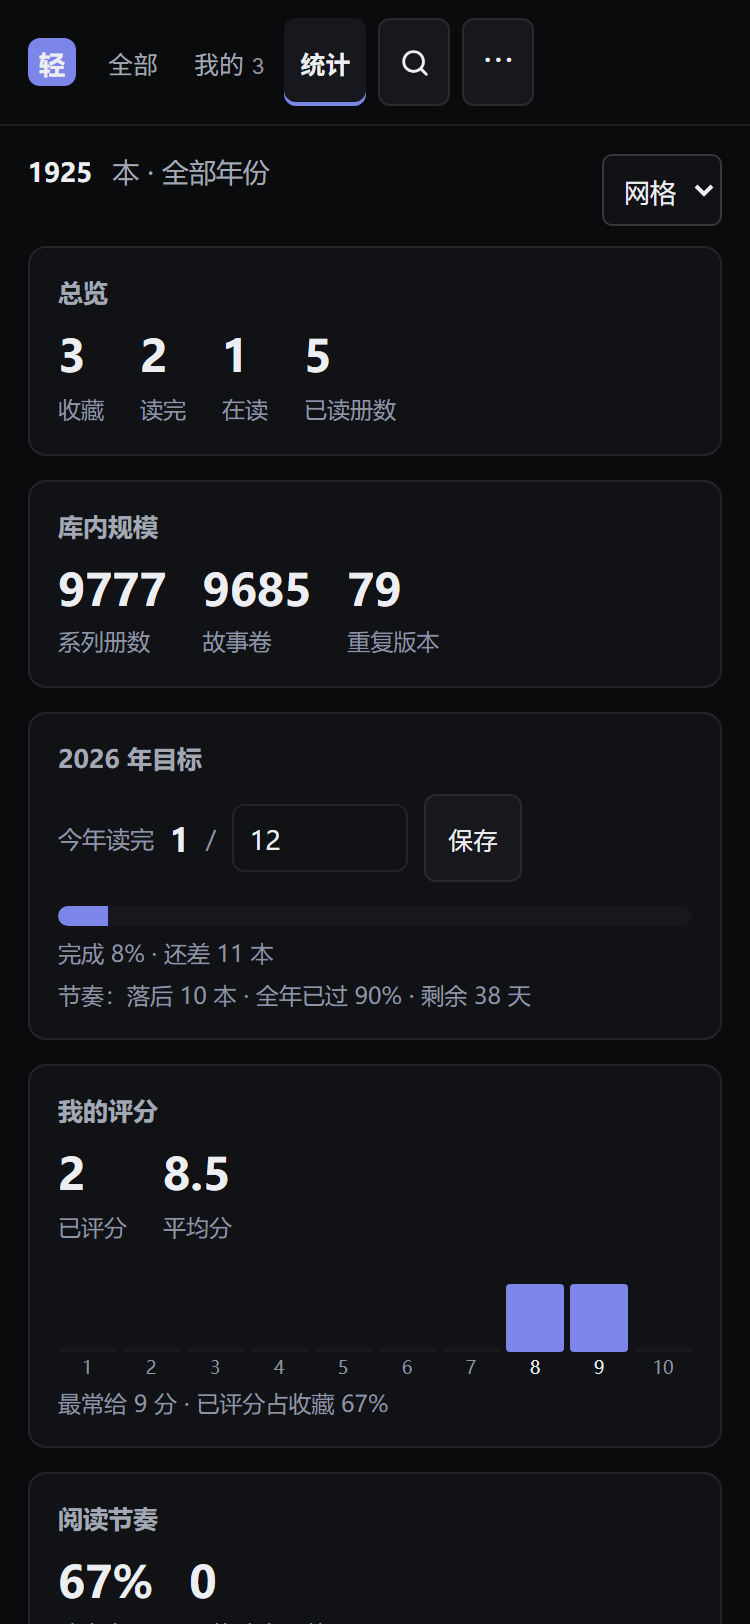 轻 全部 我的 3 统计 ···
1925 本 · 全部年份 网格
总览
3 2 1 5
收藏 读完 在读 已读册数
库内规模
9777 9685 79
系列册数 故事卷 重复版本
2026 年目标
今年读完 1 / 12 保存
完成 8% · 还差 11 本
节奏：落后 10 本 · 全年已过 90% · 剩余 38 天
我的评分
2 8.5
已评分 平均分
1 2 3 4 5 6 7 8 9 10
最常给 9 分 · 已评分占收藏 67%
阅读节奏
67% 0